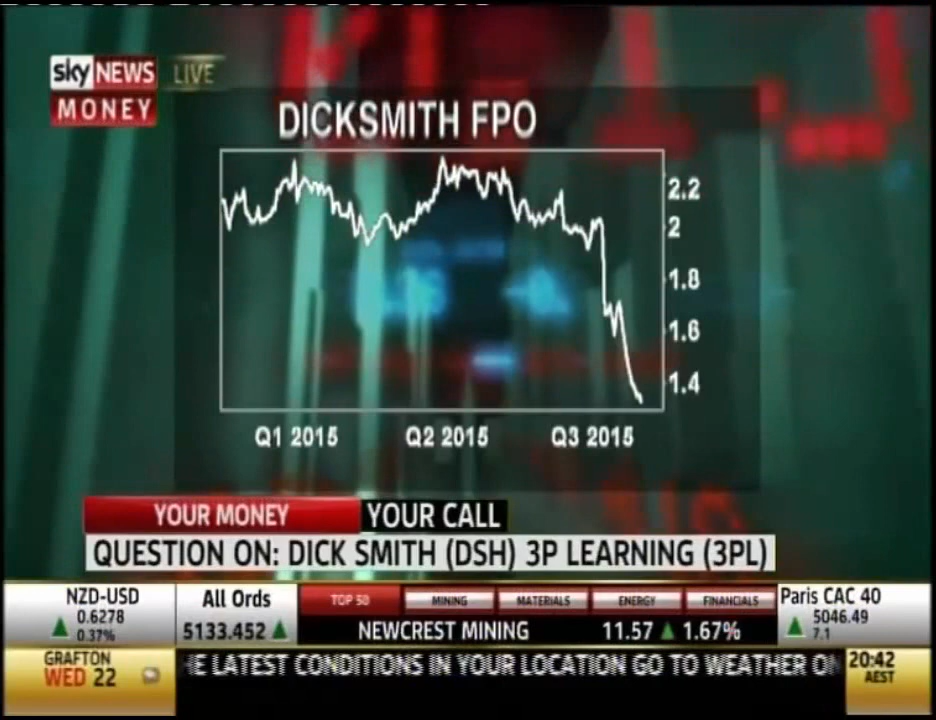 sky NEWS LIVE
MONEY
DICKSMITH FPO
2.2
2
1.8
1.6
1.4
Q1 2015 Q2 2015 Q3 2015
YOUR MONEY YOUR CALL
QUESTION ON: DICK SMITH (DSH) 3P LEARNING (3PL)
NZD-USD
0.6278
0.37%
All Ords
5133.452
TOP 50 MINING MATERIALS ENERGY FINANCIALS
NEWCREST MINING 11.57 1.67%
Paris CAC 40
5046.49
7.1
GRAFTON
WED 22
E LATEST CONDITIONS IN YOUR LOCATION GO TO WEATHER ON
20:42
AEST